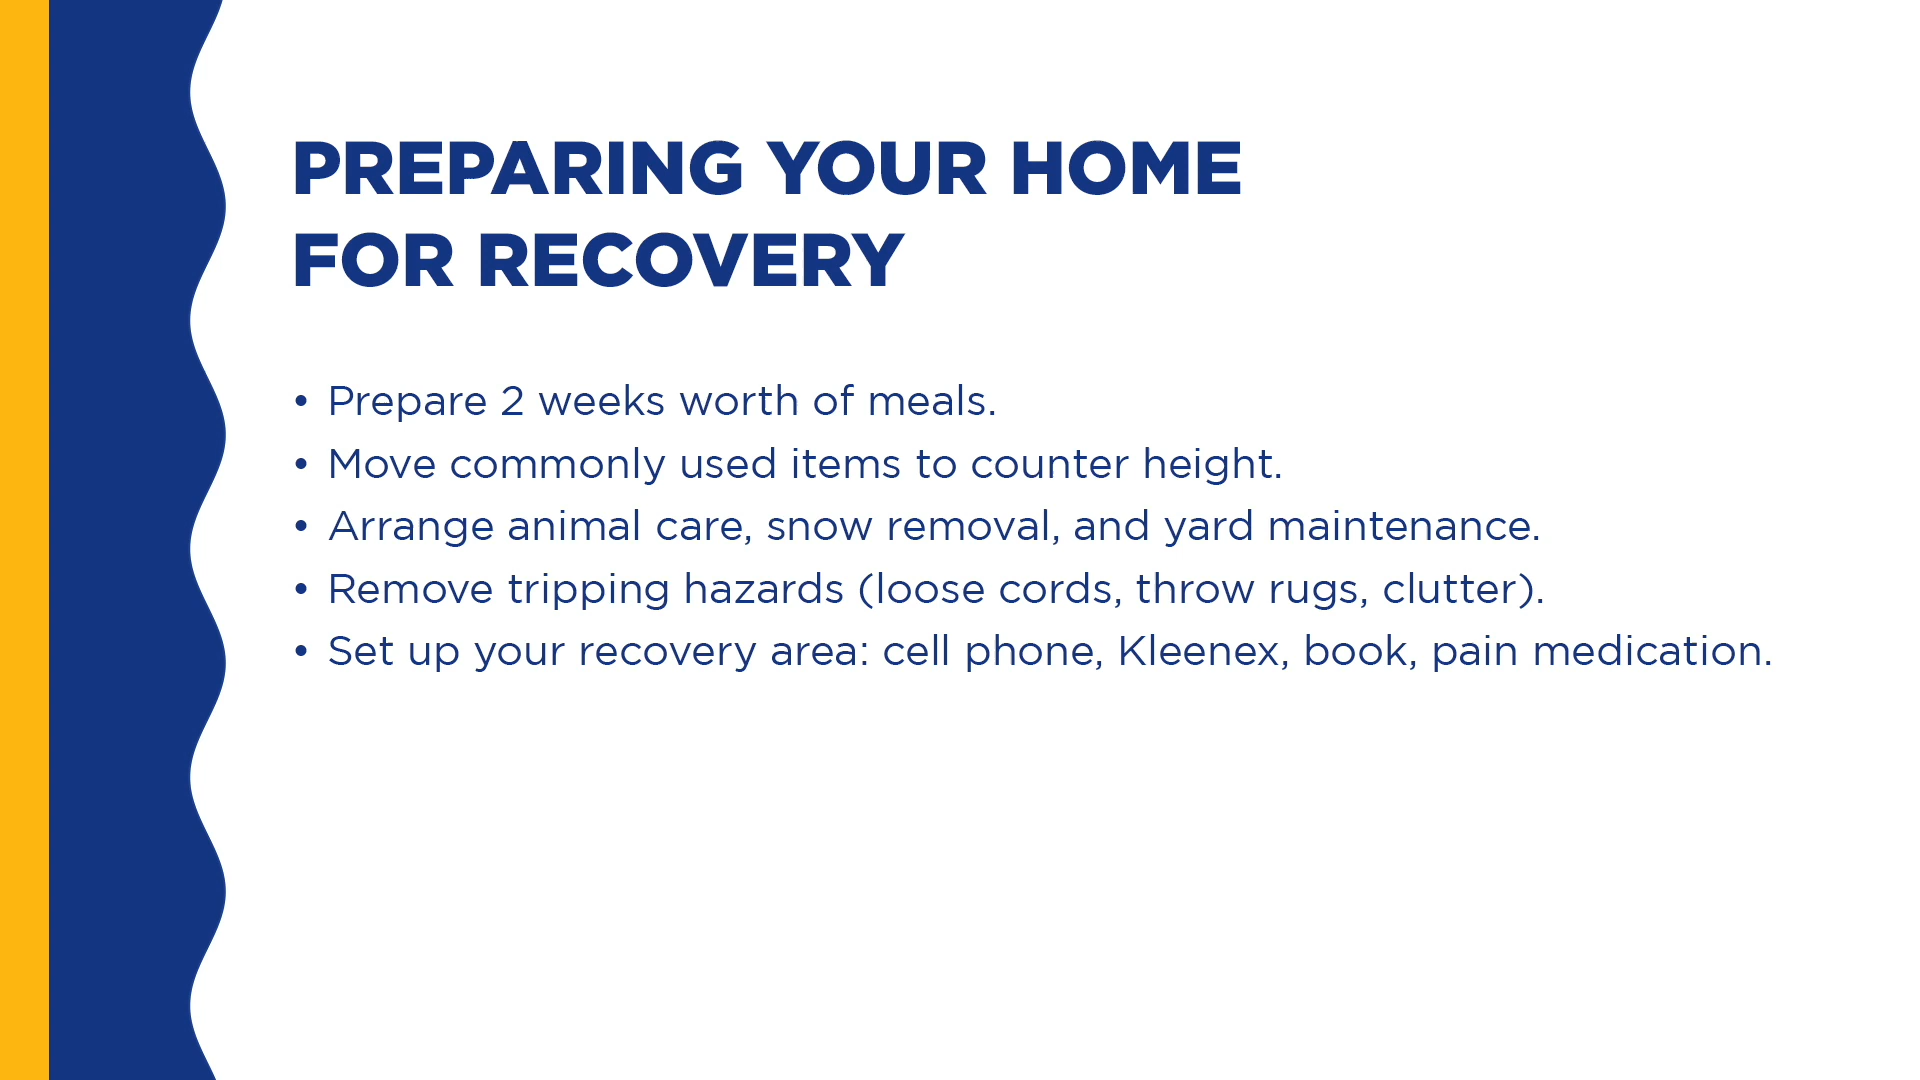 PREPARING YOUR HOME
FOR RECOVERY
• Prepare 2 weeks worth of meals.
• Move commonly used items to counter height.
• Arrange animal care, snow removal, and yard maintenance.
• Remove tripping hazards (loose cords, throw rugs, clutter).
• Set up your recovery area: cell phone, Kleenex, book, pain medication.